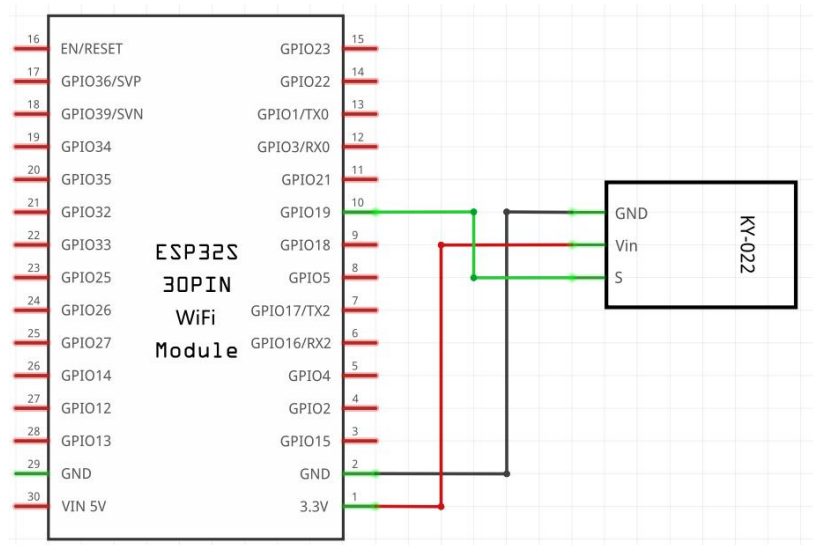 16 EN/RESET GPIO23 15
17 GPIO36/SVP GPIO22 14
18 GPIO39/SVN GPIO1/TX0 13
19 GPIO34 GPIO3/RX0 12
20 GPIO35 GPIO21 11
21 GPIO32 GPIO19 10
22 GPIO33 GPIO18 9
23 GPIO25 GPIO5 8
24 GPIO26 GPIO17/TX2 7
25 GPIO27 GPIO16/RX2 6
26 GPIO14 GPIO4 5
27 GPIO12 GPIO2 4
28 GPIO13 GPIO15 3
29 GND GND 2
30 VIN 5V 3.3V 1
ESP32S
30PIN
WiFi
Module
GND
Vin
S
KY-022